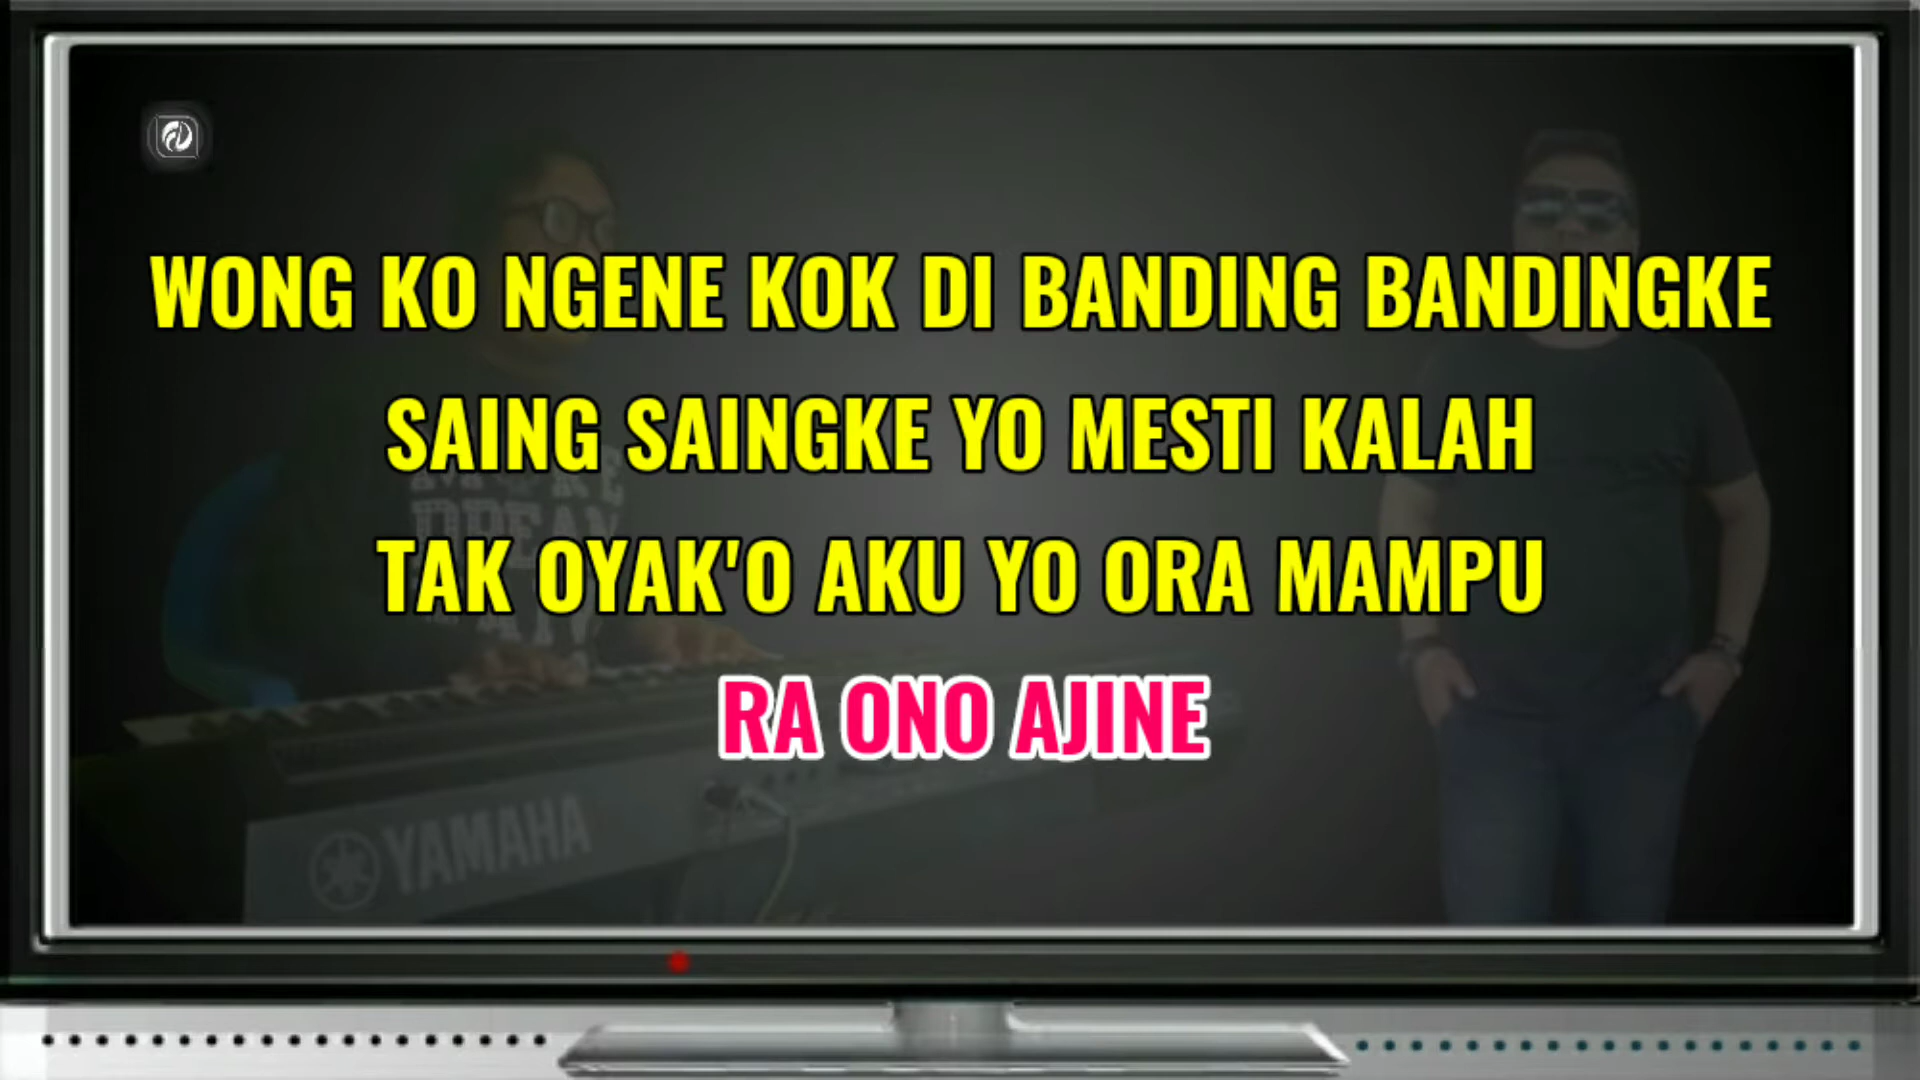 WONG KO NGENE KOK DI BANDING BANDINGKE
SAING SAINGKE YO MESTI KALAH
TAK OYAK'O AKU YO ORA MAMPU
RA ONO AJINE
YAMAHA